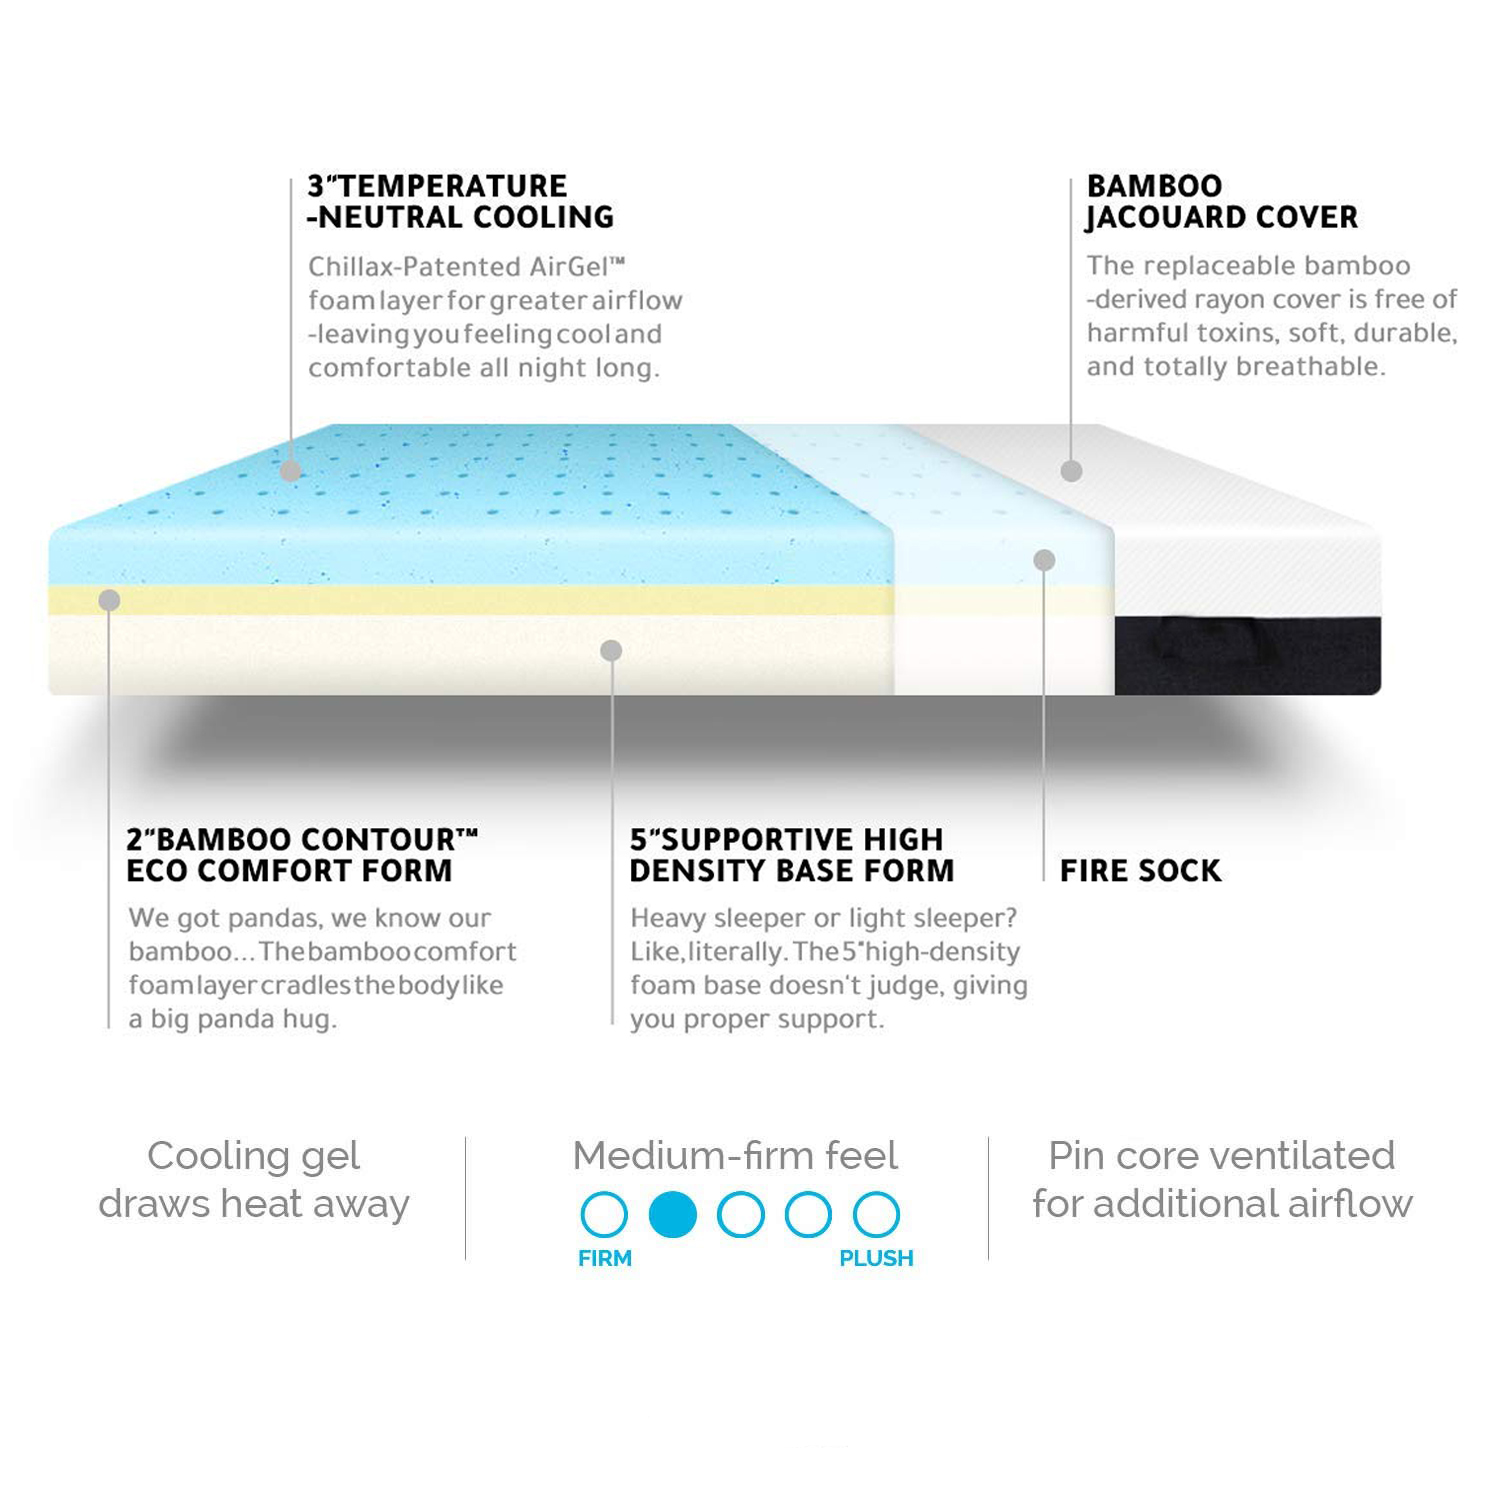 3"TEMPERATURE
-NEUTRAL COOLING
Chillax-Patented AirGel™
foam layer for greater airflow
-leaving you feeling cool and
comfortable all night long.
BAMBOO
JACOUARD COVER
The replaceable bamboo
-derived rayon cover is free of
harmful toxins, soft, durable,
and totally breathable.
2"BAMBOO CONTOUR™
ECO COMFORT FORM
We got pandas, we know our
bamboo... The bamboo comfort
foam layer cradles the body like
a big panda hug.
5"SUPPORTIVE HIGH
DENSITY BASE FORM
Heavy sleeper or light sleeper?
Like, literally. The 5"high-density
foam base doesn't judge, giving
you proper support.
FIRE SOCK
Cooling gel
draws heat away
Medium-firm feel
FIRM PLUSH
Pin core ventilated
for additional airflow